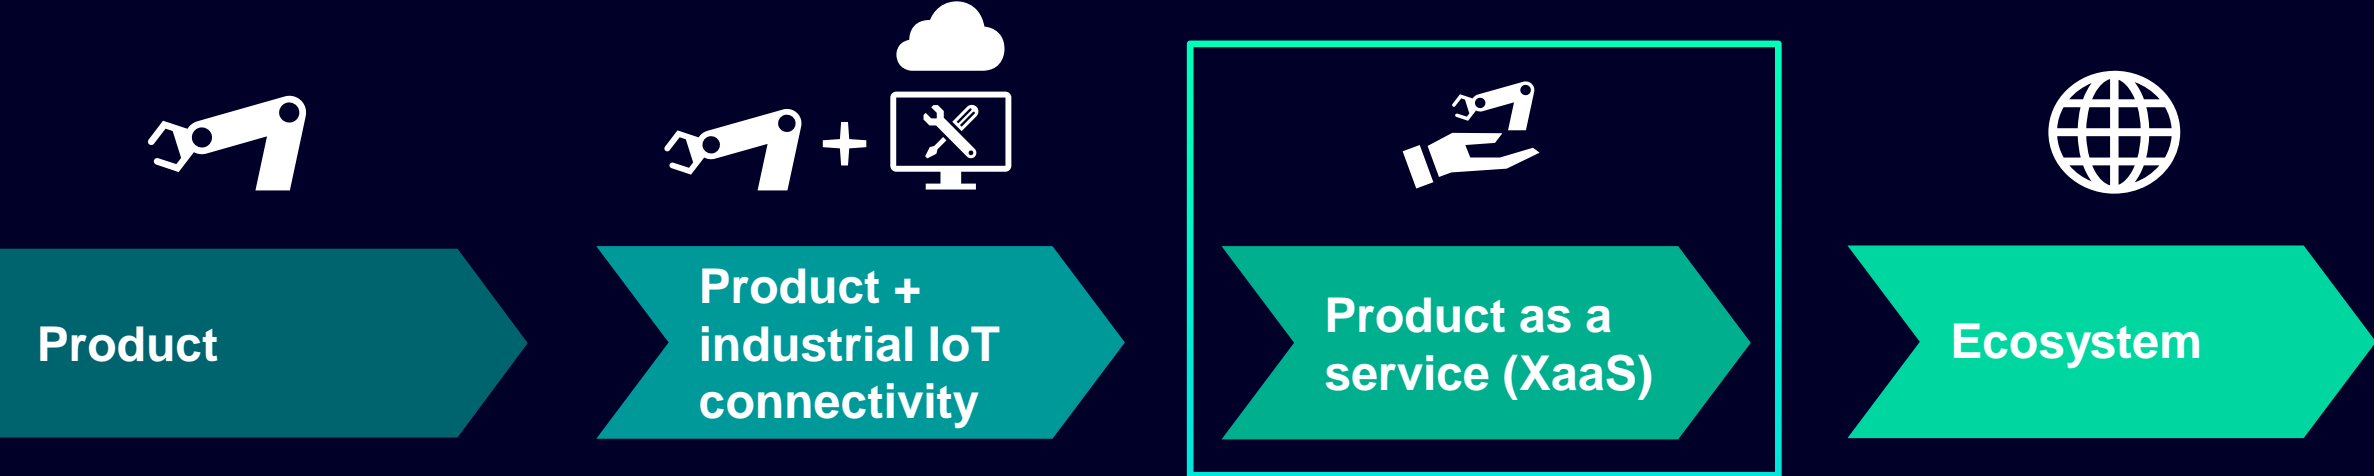 Product
Product +
industrial IoT
connectivity
Product as a
service (XaaS)
Ecosystem